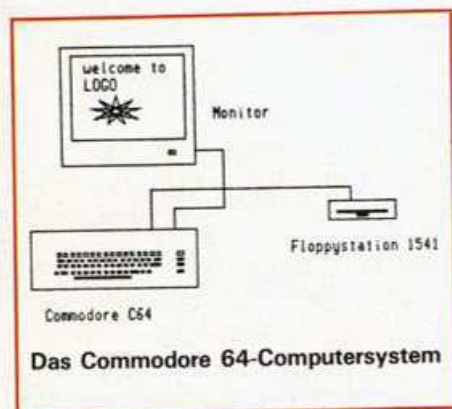 welcome to
LOGO
Monitor
Floppystation 1541
Commodore C64
Das Commodore 64-Computersystem